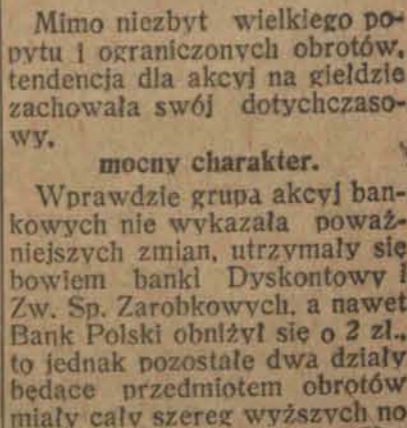 Mimo niezbyt wielkiego po-
pytu i ograniczonych obrotów,
tendencja dla akcyj na giełdzie
zachowała swój dotychczaso-
wy,
mocny charakter.
Wprawdzie grupa akcyj ban-
kowych nie wykazała poważ-
niejszych zmian, utrzymały się
bowiem banki Dyskontowy i
Zw. Sp. Zarobkowych, a nawet
Bank Polski obniżył się o 2 zł.,
to jednak pozostałe dwa działy
będące przedmiotem obrotów
miały cały szereg wyższych no